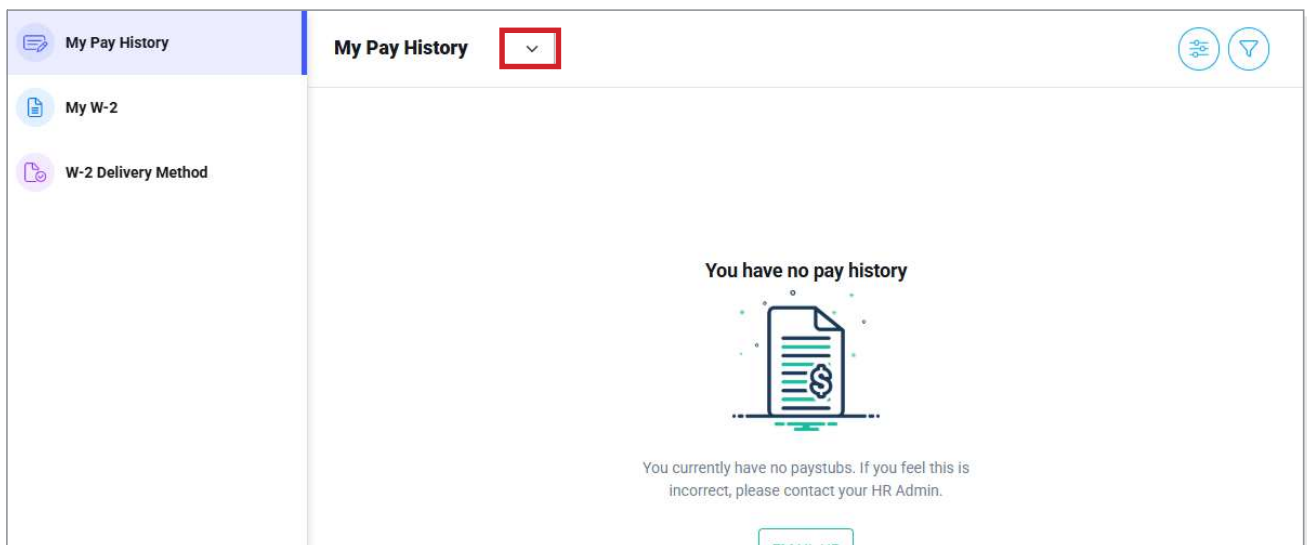 My Pay History
My W-2
W-2 Delivery Method
My Pay History
You have no pay history
$
You currently have no paystubs. If you feel this is
incorrect, please contact your HR Admin.